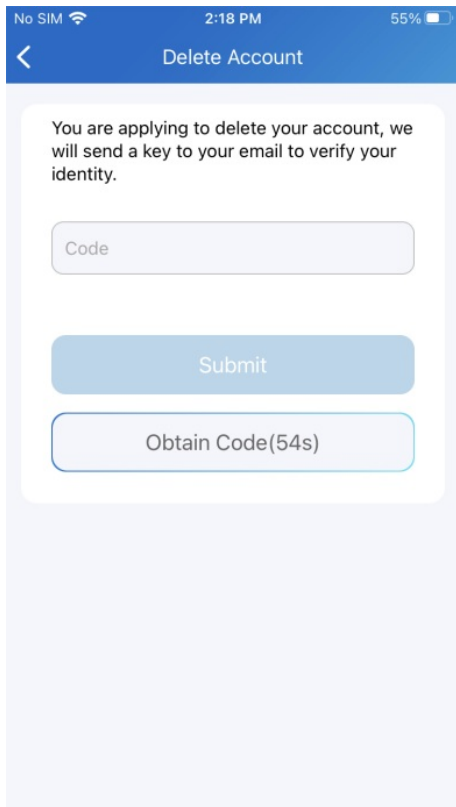 No SIM 2:18 PM 55%
Delete Account
You are applying to delete your account, we
will send a key to your email to verify your
identity.
Code
Submit
Obtain Code(54s)